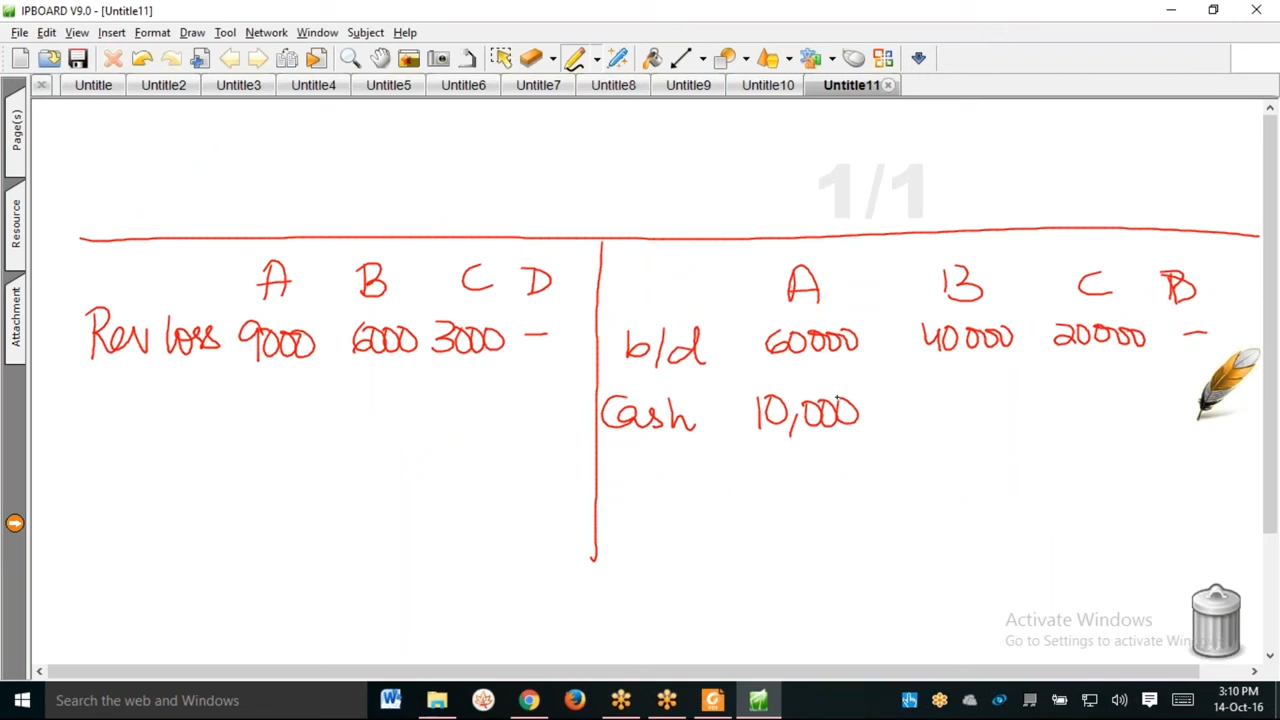 IPBOARD V9.0 - [Untitle11]
File Edit View Insert Format Draw Tool Network Window Subject Help
Untitle Untitle2 Untitle3 Untitle4 Untitle5 Untitle6 Untitle7 Untitle8 Untitle9 Untitle10 Untitle11
Page(s)
Resource
Attachment
1/1
A B C D A B C D
Rev loss 9000 6000 3000 - b/d 60000 40000 20000 -
Cash 10,000
Activate Windows
Go to Settings to activate Windows.
Search the web and Windows
3:10 PM
14-Oct-16